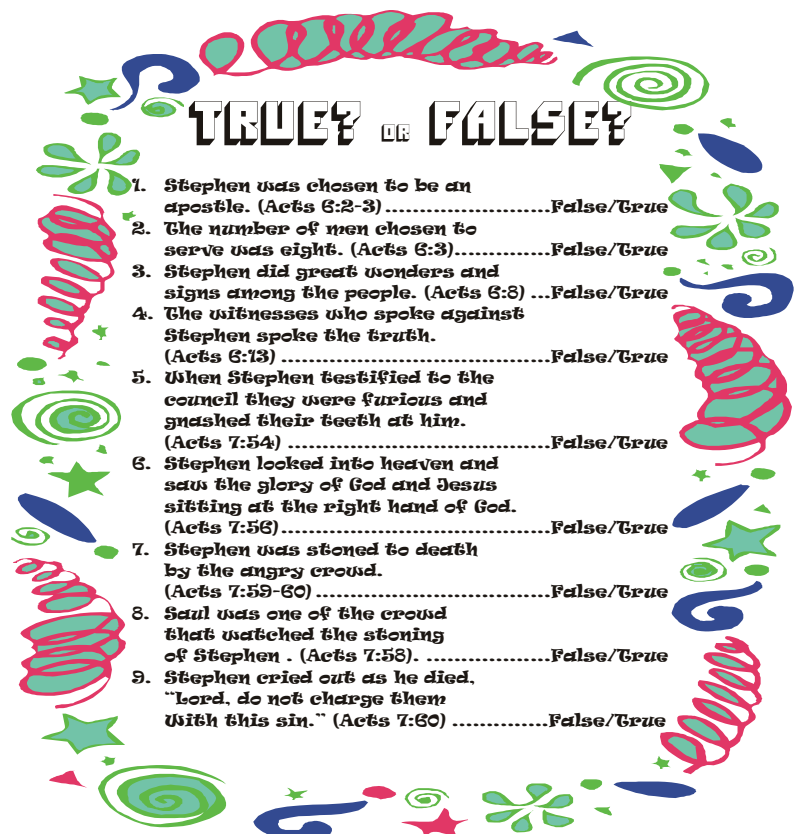 TRUE? OR FALSE?
1. Stephen was chosen to be an
apostle. (Acts 6:2-3) ........................False/True
2. The number of men chosen to
serve was eight. (Acts 6:3)..............False/True
3. Stephen did great wonders and
signs among the people. (Acts 6:8) ...False/True
4. The witnesses who spoke against
Stephen spoke the truth.
(Acts 6:13) .......................................False/True
5. When Stephen testified to the
council they were furious and
gnashed their teeth at him.
(Acts 7:54) ......................................False/True
6. Stephen looked into heaven and
saw the glory of God and Jesus
sitting at the right hand of God.
(Acts 7:56).......................................False/True
7. Stephen was stoned to death
by the angry crowd.
(Acts 7:59-60) ..................................False/True
8. Saul was one of the crowd
that watched the stoning
of Stephen . (Acts 7:58). ..................False/True
9. Stephen cried out as he died,
“Lord, do not charge them
With this sin.” (Acts 7:60) ..............False/True